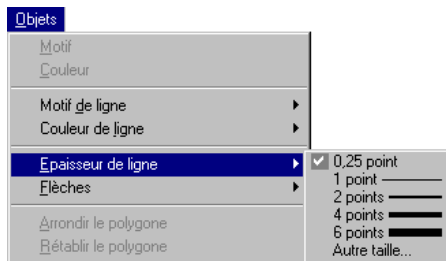 Objets
Motif
Couleur
Motif de ligne
Couleur de ligne
Epaisseur de ligne
Flèches
Arrondir le polygone
Rétablir le polygone
0,25 point
1 point
2 points
4 points
6 points
Autre taille...